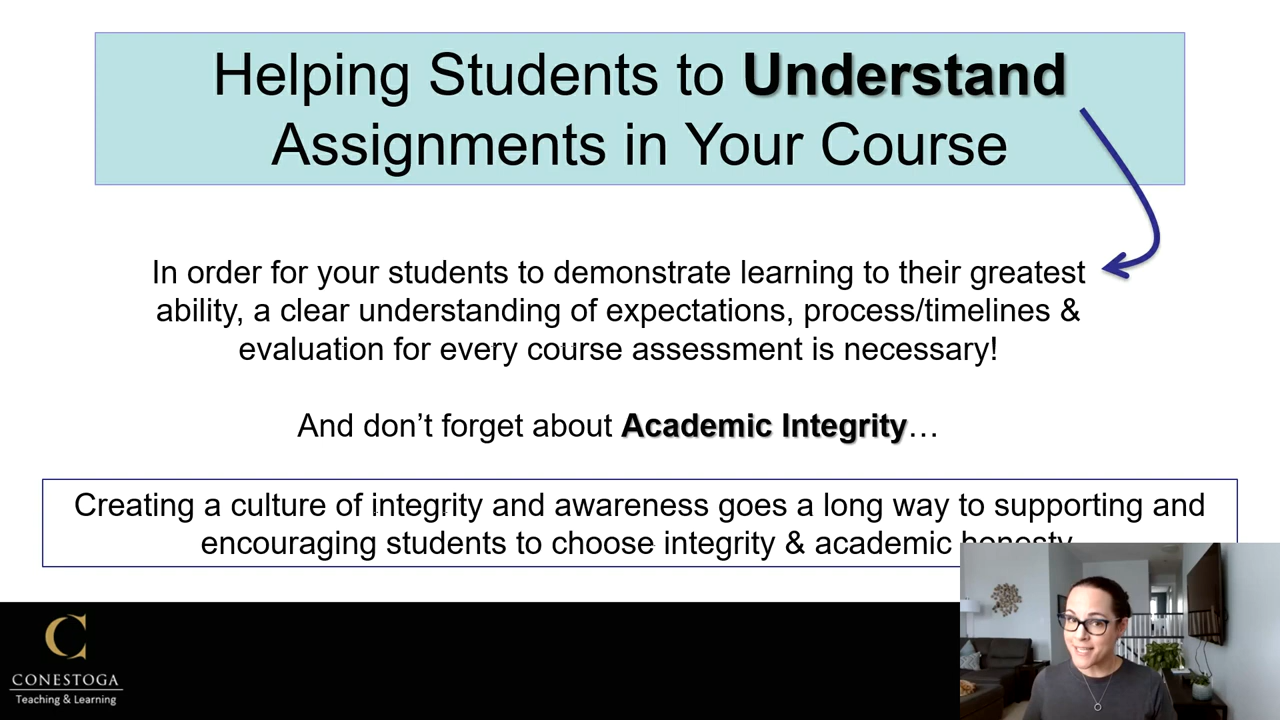 Helping Students to Understand
Assignments in Your Course
In order for your students to demonstrate learning to their greatest
ability, a clear understanding of expectations, process/timelines &
evaluation for every course assessment is necessary!
And don’t forget about Academic Integrity…
Creating a culture of integrity and awareness goes a long way to supporting and
encouraging students to choose integrity & academic honesty
C
CONESTOGA
Teaching & Learning